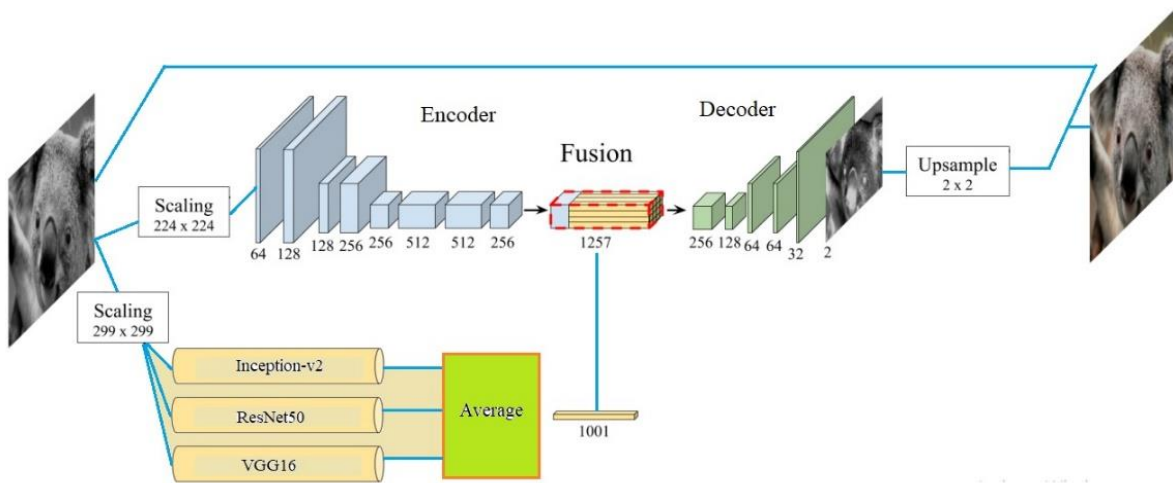 Encoder
Decoder
Fusion
Scaling
224 x 224
Upsample
2 x 2
64
128
128
256
256
512
512
256
1257
256
128
64
64
32
2
Scaling
299 x 299
Inception-v2
ResNet50
VGG16
Average
1001